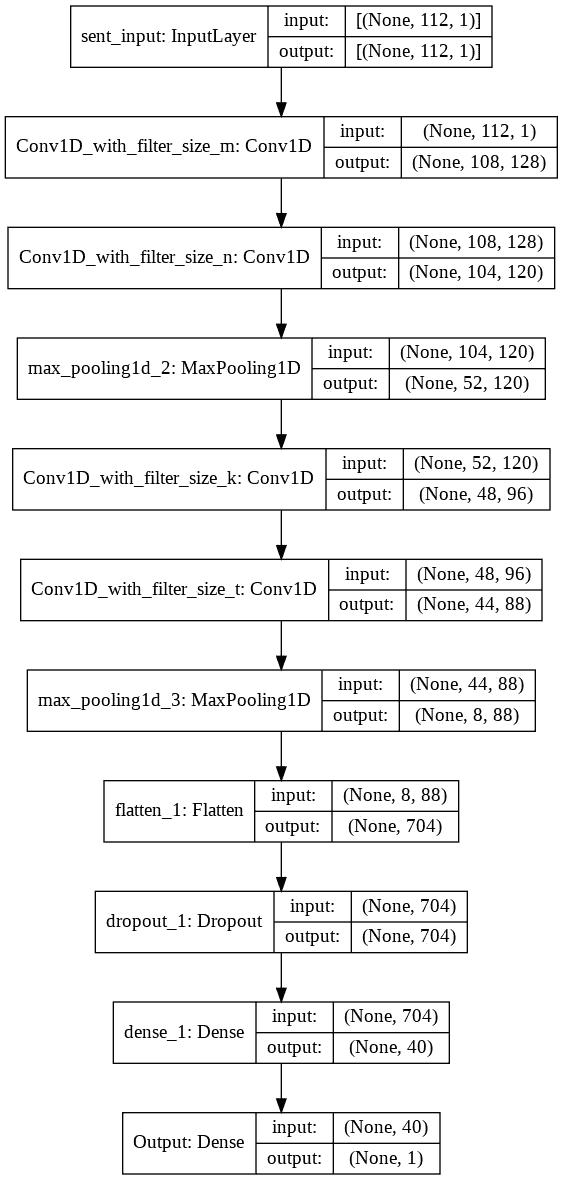 sent_input: InputLayer
input: [(None, 112, 1)]
output: [(None, 112, 1)]
Conv1D_with_filter_size_m: Conv1D
input: (None, 112, 1)
output: (None, 108, 128)
Conv1D_with_filter_size_n: Conv1D
input: (None, 108, 128)
output: (None, 104, 120)
max_pooling1d_2: MaxPooling1D
input: (None, 104, 120)
output: (None, 52, 120)
Conv1D_with_filter_size_k: Conv1D
input: (None, 52, 120)
output: (None, 48, 96)
Conv1D_with_filter_size_t: Conv1D
input: (None, 48, 96)
output: (None, 44, 88)
max_pooling1d_3: MaxPooling1D
input: (None, 44, 88)
output: (None, 8, 88)
flatten_1: Flatten
input: (None, 8, 88)
output: (None, 704)
dropout_1: Dropout
input: (None, 704)
output: (None, 704)
dense_1: Dense
input: (None, 704)
output: (None, 40)
Output: Dense
input: (None, 40)
output: (None, 1)